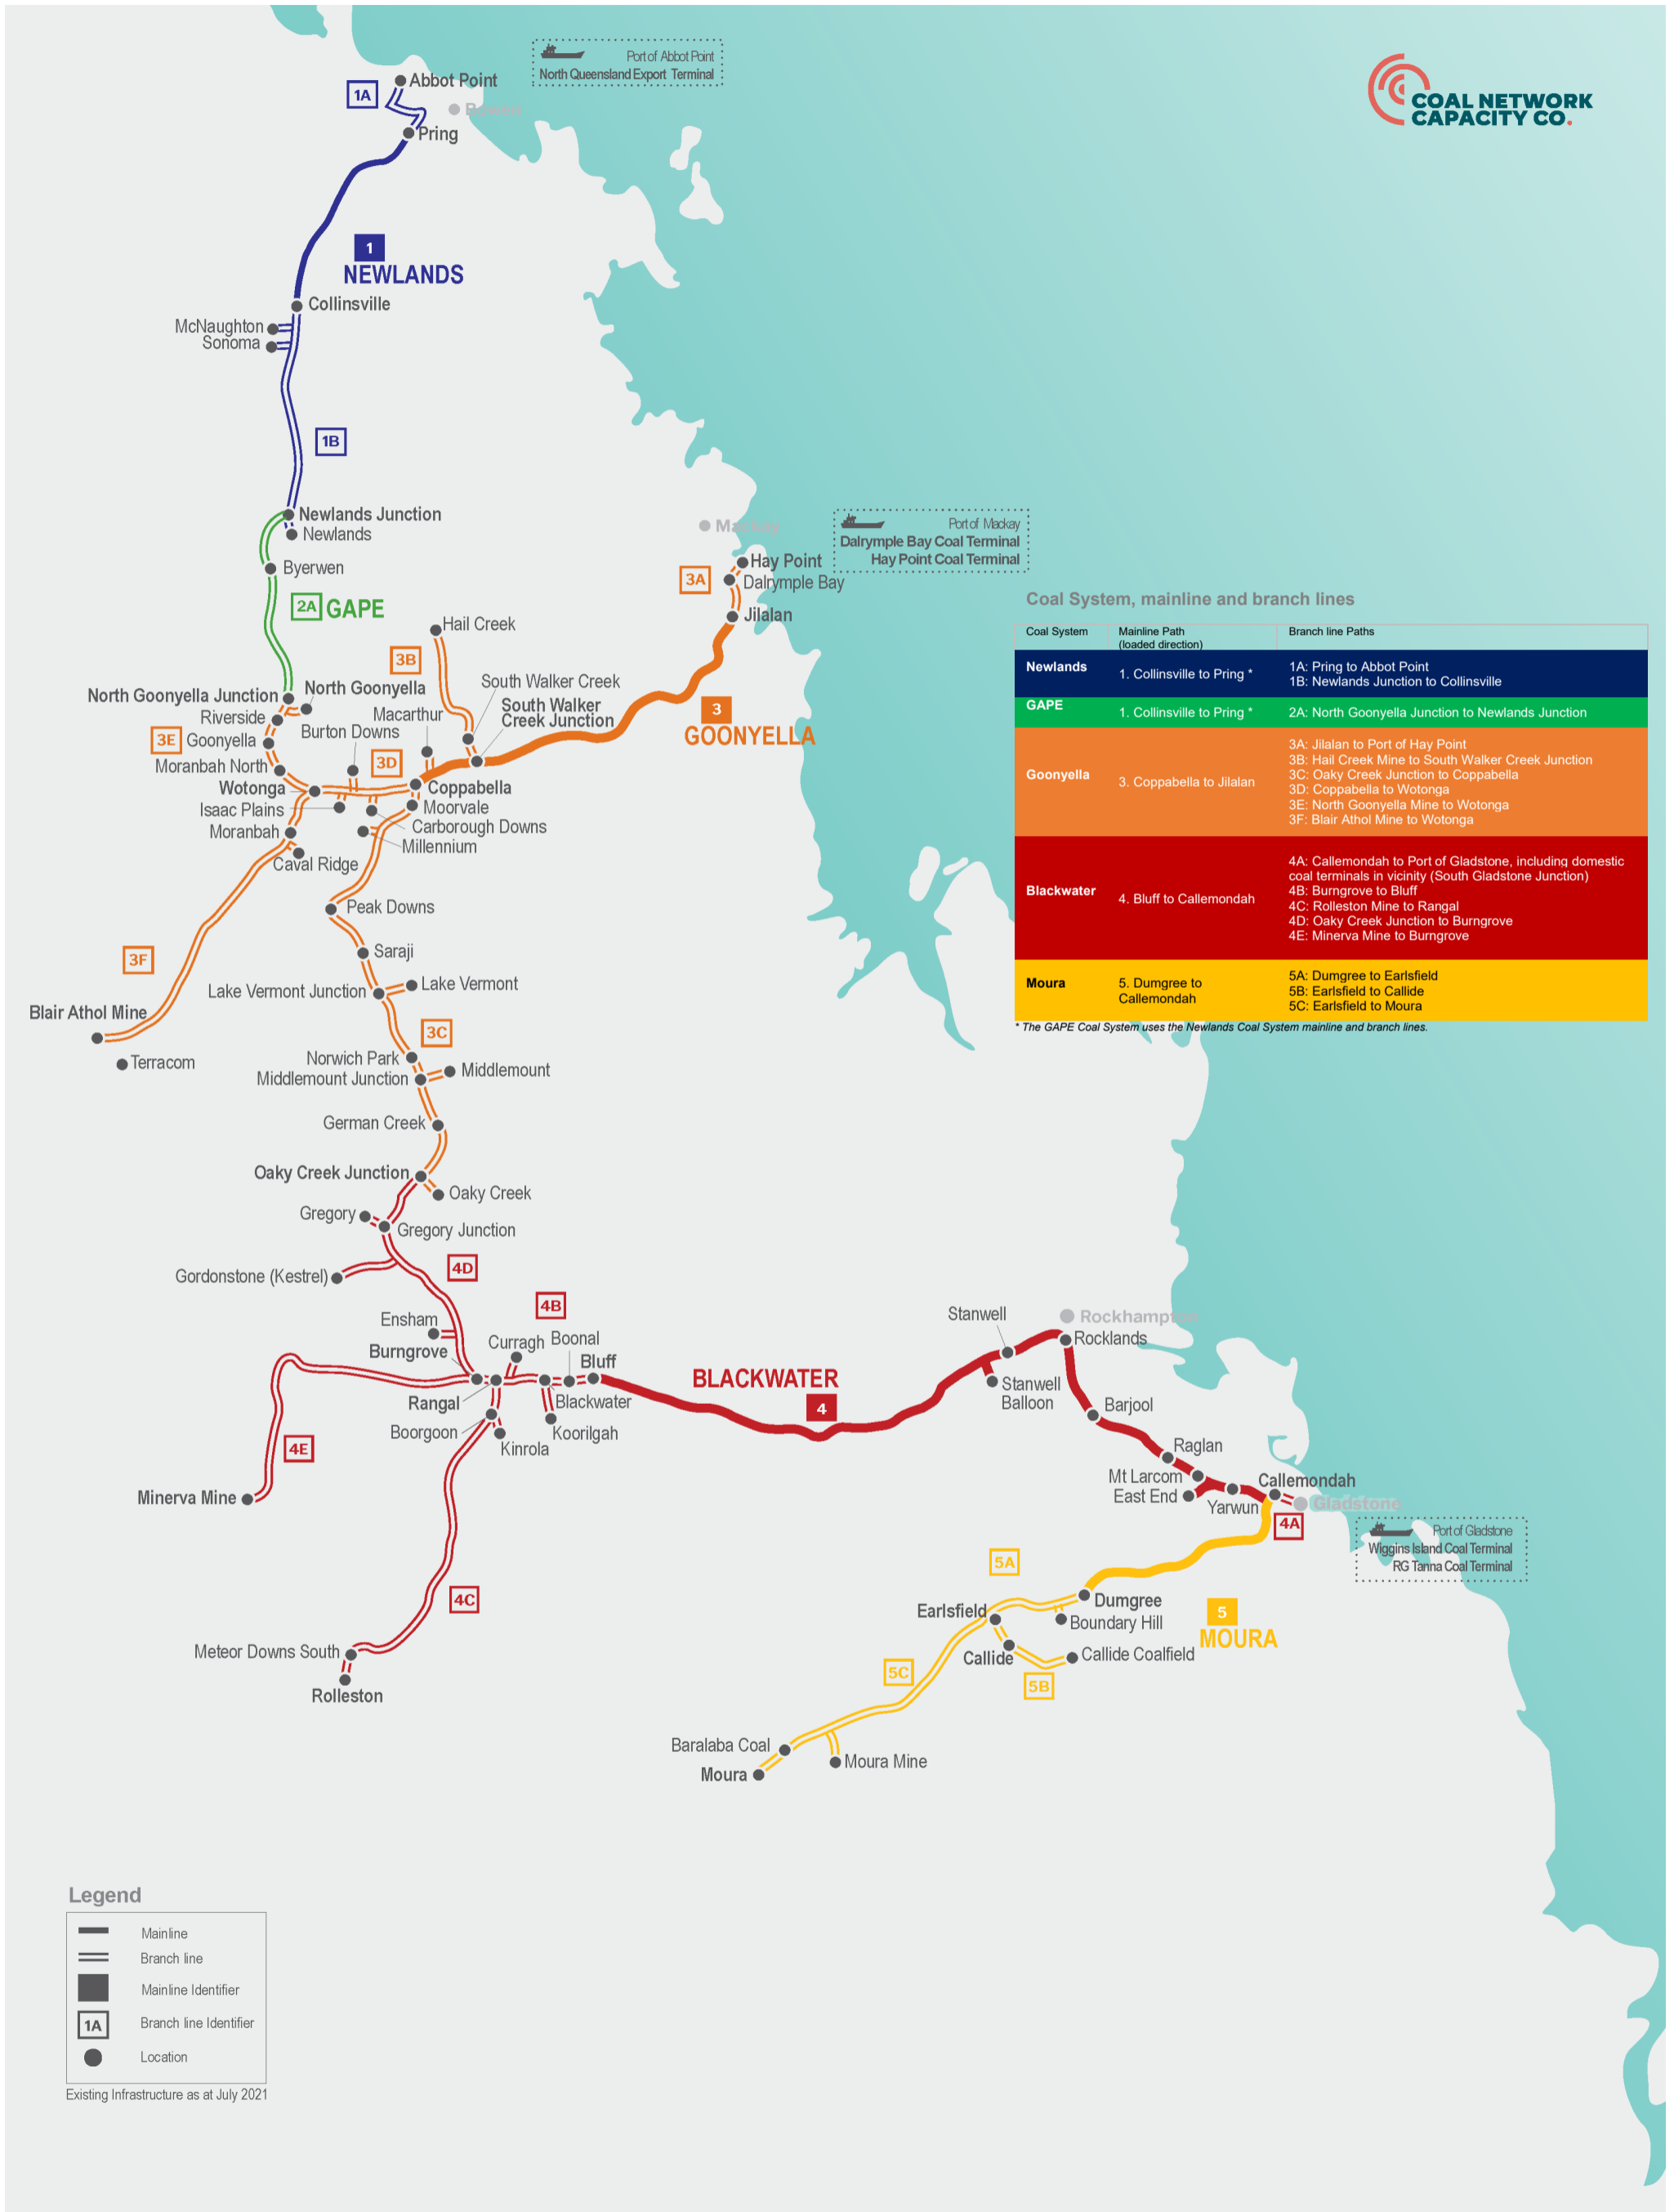 Port of Abbot Point
North Queensland Export Terminal
COAL NETWORK
CAPACITY CO.
1A
Abbot Point
Bowen
Pring
1
NEWLANDS
Collinsville
McNaughton
Sonoma
1B
Newlands Junction
Newlands
Byerwen
2A GAPE
Mackay
Port of Mackay
Dalrymple Bay Coal Terminal
Hay Point Coal Terminal
3A
Hay Point
Dalrymple Bay
Jilalan
Hail Creek
3B
South Walker Creek
South Walker
Creek Junction
3
GOONYELLA
North Goonyella Junction
North Goonyella
Riverside
Macarthur
Burton Downs
3E Goonyella
3D
Moranbah North
Wotonga
Coppabella
Isaac Plains
Moorvale
Moranbah
Carborough Downs
Millennium
Caval Ridge
Peak Downs
3F
Saraji
Lake Vermont Junction
Lake Vermont
Blair Athol Mine
3C
Terracom
Norwich Park
Middlemount Junction
Middlemount
German Creek
Oaky Creek Junction
Oaky Creek
Gregory
Gregory Junction
Gordonstone (Kestrel)
4D
4B
Ensham
Curragh
Boonal
Burngrove
Bluff
Rangal
Blackwater
Boorgoon
Koorilgah
Kinrola
4E
Minerva Mine
BLACKWATER
4
Stanwell
Rockhampton
Rocklands
Stanwell
Balloon
Barjool
Raglan
Mt Larcom
East End
Yarwun
Callemondah
Gladstone
4A
Port of Gladstone
Wiggins Island Coal Terminal
RG Tanna Coal Terminal
4C
Meteor Downs South
Rolleston
5A
Dumgree
Earlsfield
Boundary Hill
5
MOURA
Callide
Callide Coalfield
5C
5B
Baralaba Coal
Moura Mine
Moura
Coal System, mainline and branch lines
Coal System Mainline Path Branch line Paths
(loaded direction)
Newlands 1. Collinsville to Pring * 1A: Pring to Abbot Point
1B: Newlands Junction to Collinsville
GAPE 1. Collinsville to Pring * 2A: North Goonyella Junction to Newlands Junction
Goonyella 3. Coppabella to Jilalan 3A: Jilalan to Port of Hay Point
3B: Hail Creek Mine to South Walker Creek Junction
3C: Oaky Creek Junction to Coppabella
3D: Coppabella to Wotonga
3E: North Goonyella Mine to Wotonga
3F: Blair Athol Mine to Wotonga
Blackwater 4. Bluff to Callemondah 4A: Callemondah to Port of Gladstone, including domestic
coal terminals in vicinity (South Gladstone Junction)
4B: Burngrove to Bluff
4C: Rolleston Mine to Rangal
4D: Oaky Creek Junction to Burngrove
4E: Minerva Mine to Burngrove
Moura 5. Dumgree to
Callemondah
5A: Dumgree to Earlsfield
5B: Earlsfield to Callide
5C: Earlsfield to Moura
* The GAPE Coal System uses the Newlands Coal System mainline and branch lines.
Legend
Mainline
Branch line
Mainline Identifier
1A Branch line Identifier
Location
Existing Infrastructure as at July 2021